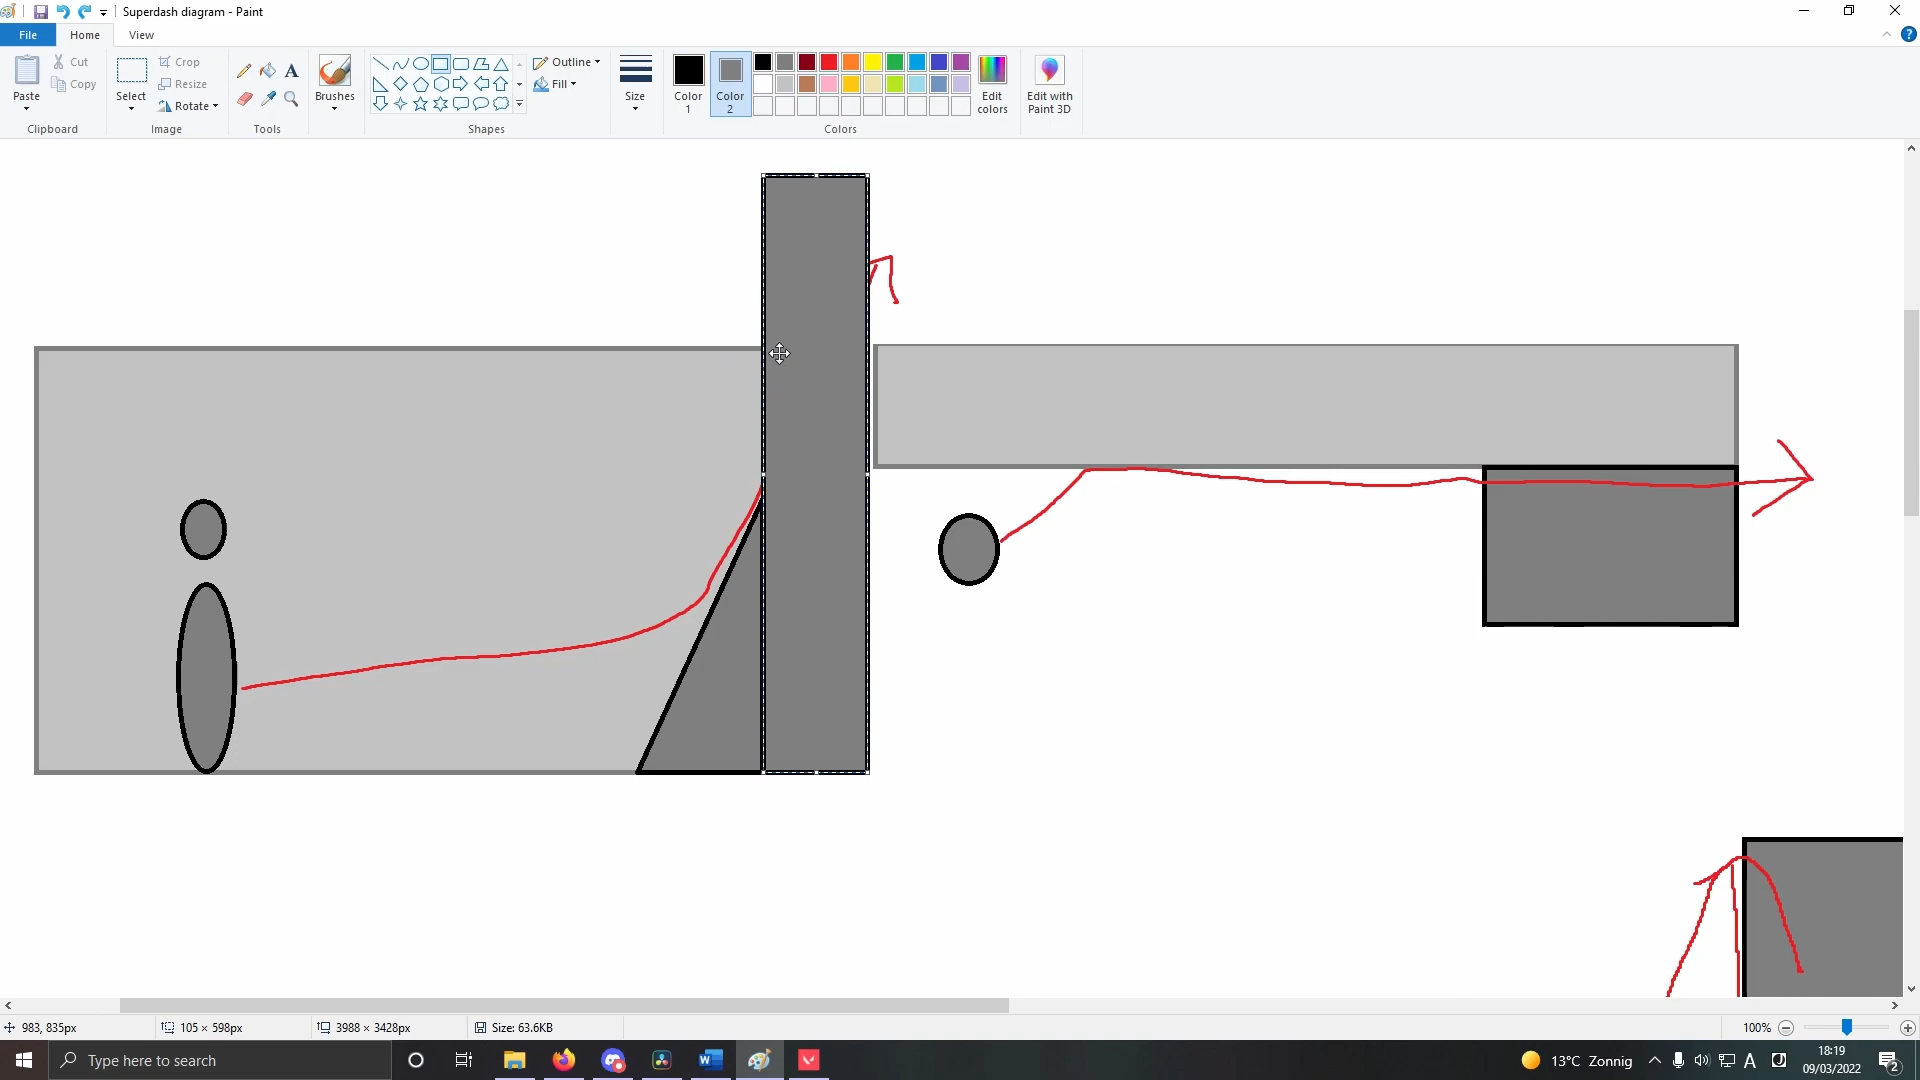 Superdash diagram - Paint
File Home View
Paste Cut Copy
Clipboard
Select Crop Resize Rotate
Image
A
Tools
Brushes
Shapes
Outline Fill
Size
Color 1 Color 2
Colors
Edit colors
Edit with Paint 3D
?
983, 835px 105 × 598px 3988 × 3428px Size: 63.6KB 100%
Type here to search
W
13°C Zonnig
A
18:19
09/03/2022
2